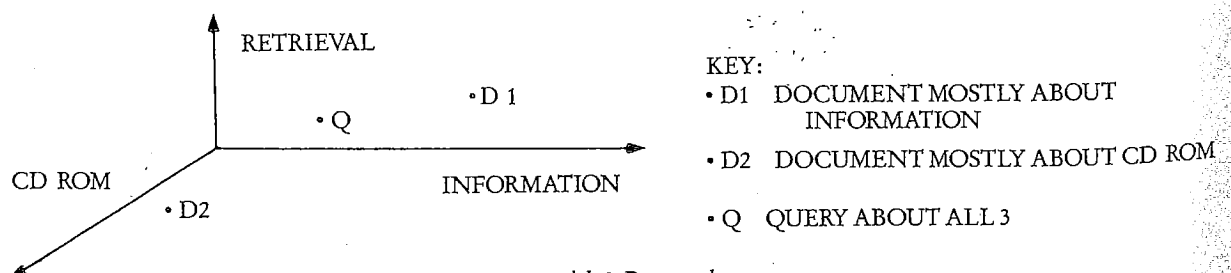 RETRIEVAL
• D 1
• Q
CD ROM
INFORMATION
• D2
KEY:
• D1 DOCUMENT MOSTLY ABOUT
INFORMATION
• D2 DOCUMENT MOSTLY ABOUT CD ROM
• Q QUERY ABOUT ALL 3